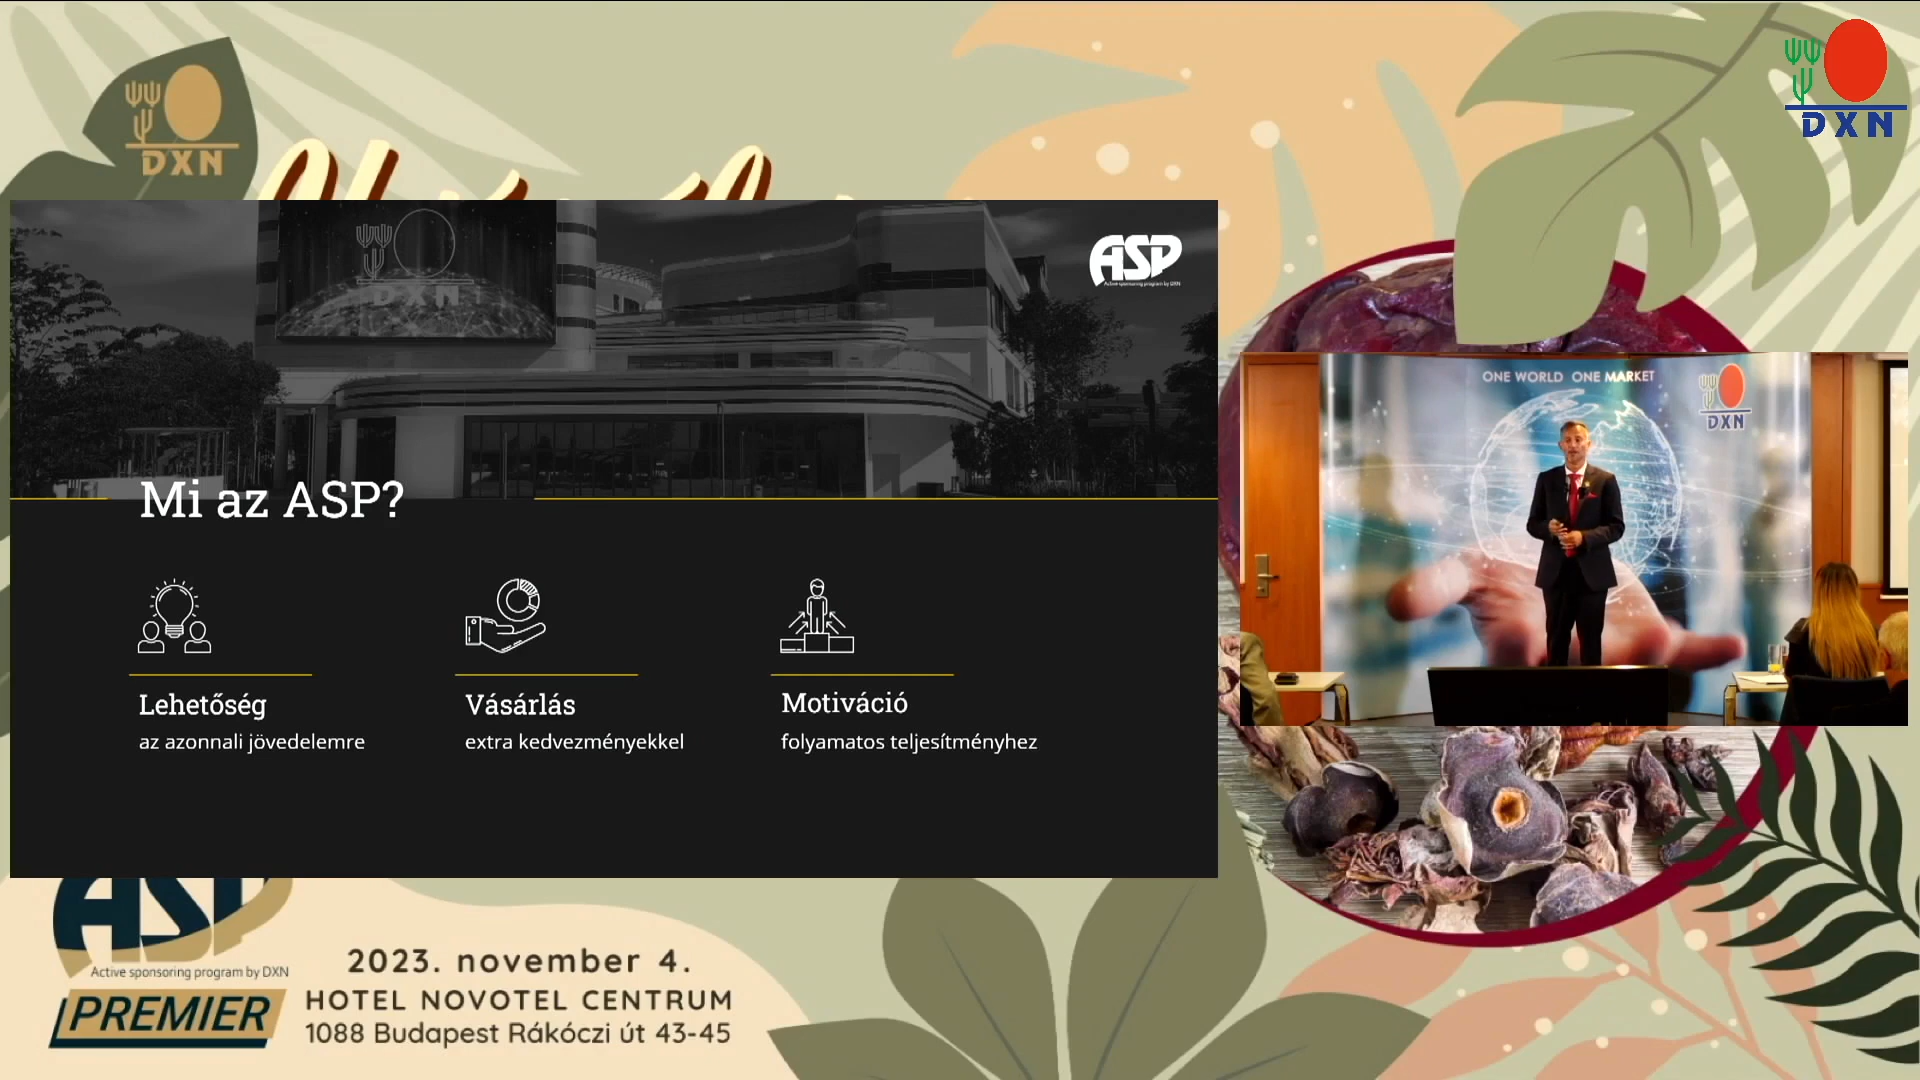 DXN
DXN
DXN
ASP
Active sponsoring program by DXN
Mi az ASP?
Lehetőség
az azonnali jövedelemre
Vásárlás
extra kedvezményekkel
Motiváció
folyamatos teljesítményhez
ONE WORLD ONE MARKET
DXN
ASP
Active sponsoring program by DXN
PREMIER
2023. november 4.
HOTEL NOVOTEL CENTRUM
1088 Budapest Rákóczi út 43-45